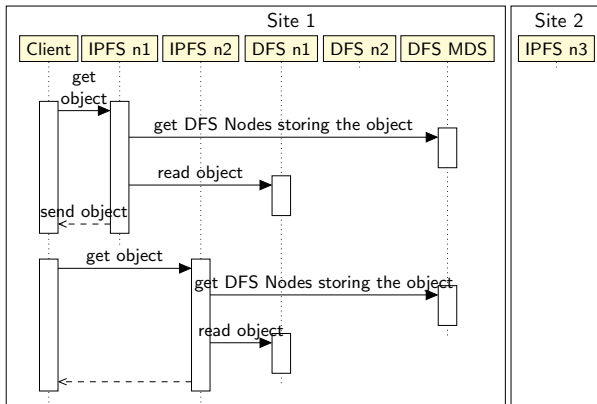 Site 1
Site 2
Client
IPFS n1
IPFS n2
DFS n1
DFS n2
DFS MDS
IPFS n3
get
object
get DFS Nodes storing the object
read object
send object
get object
get DFS Nodes storing the object
read object